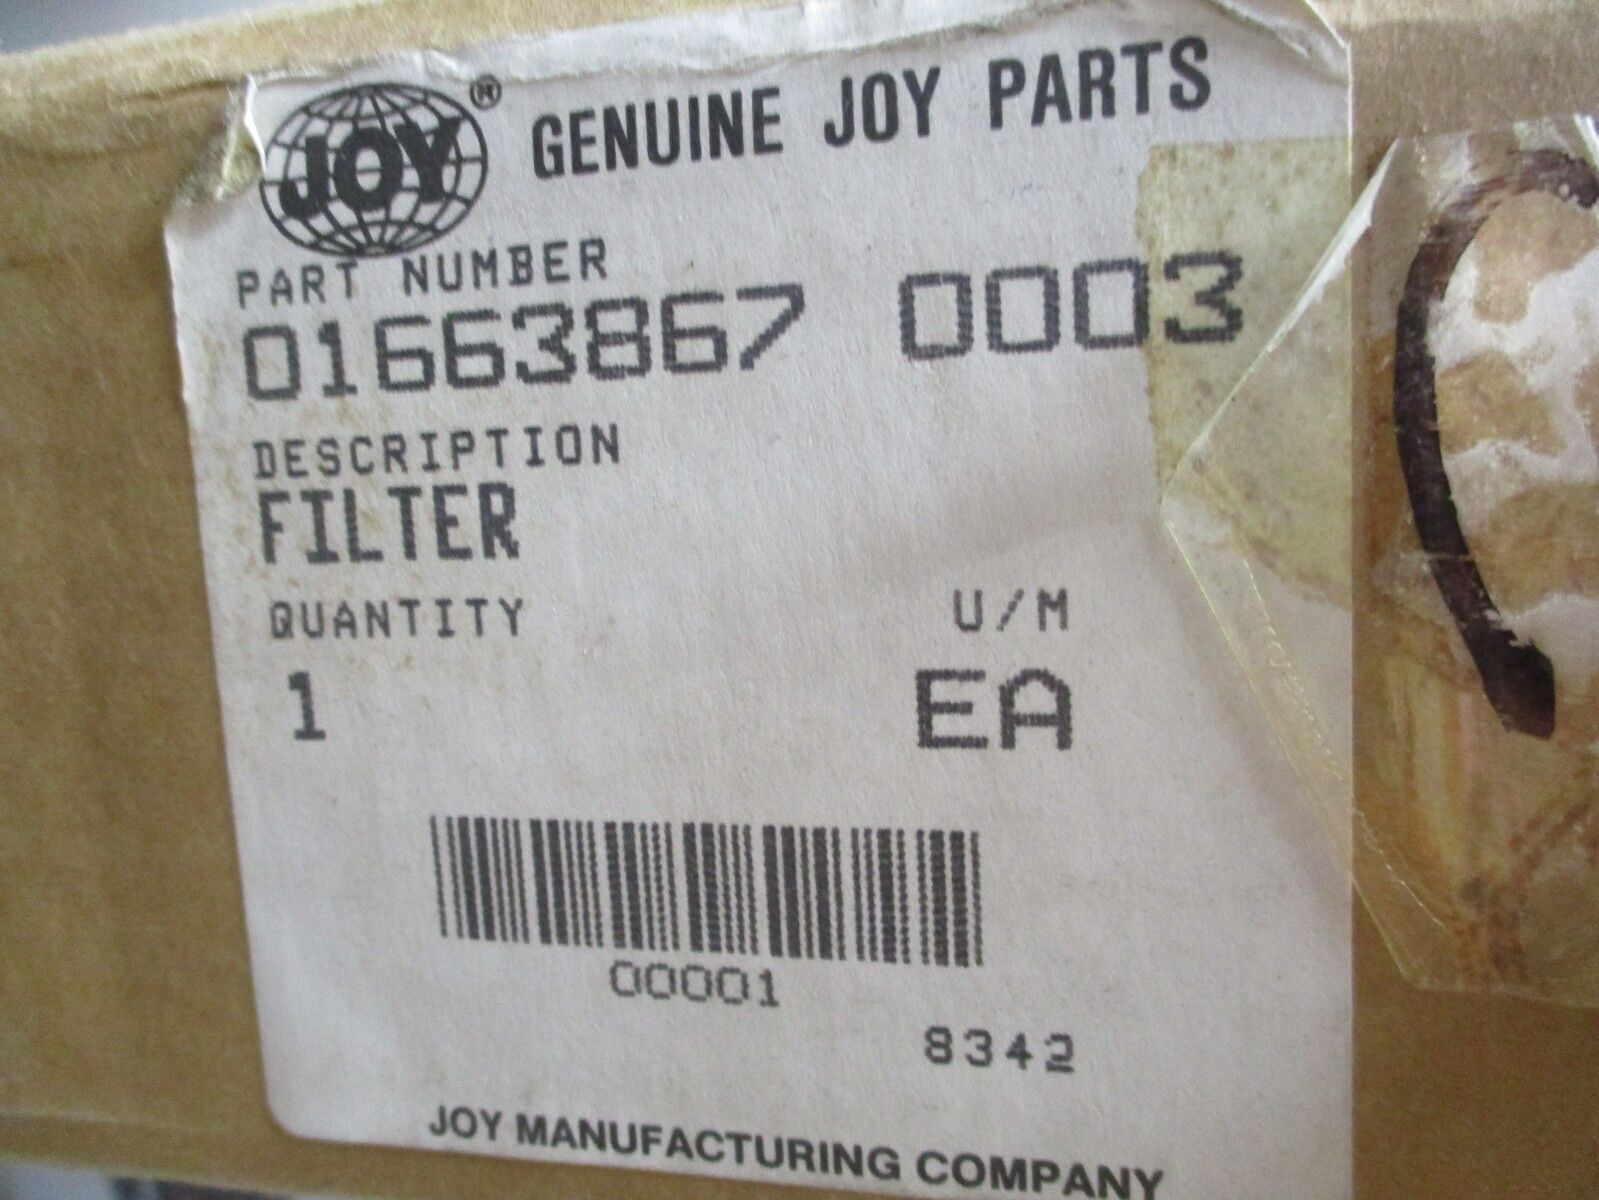 JOY® GENUINE JOY PARTS
PART NUMBER
01663867 0003
DESCRIPTION
FILTER
QUANTITY U/M
1 EA
00001
8342
JOY MANUFACTURING COMPANY